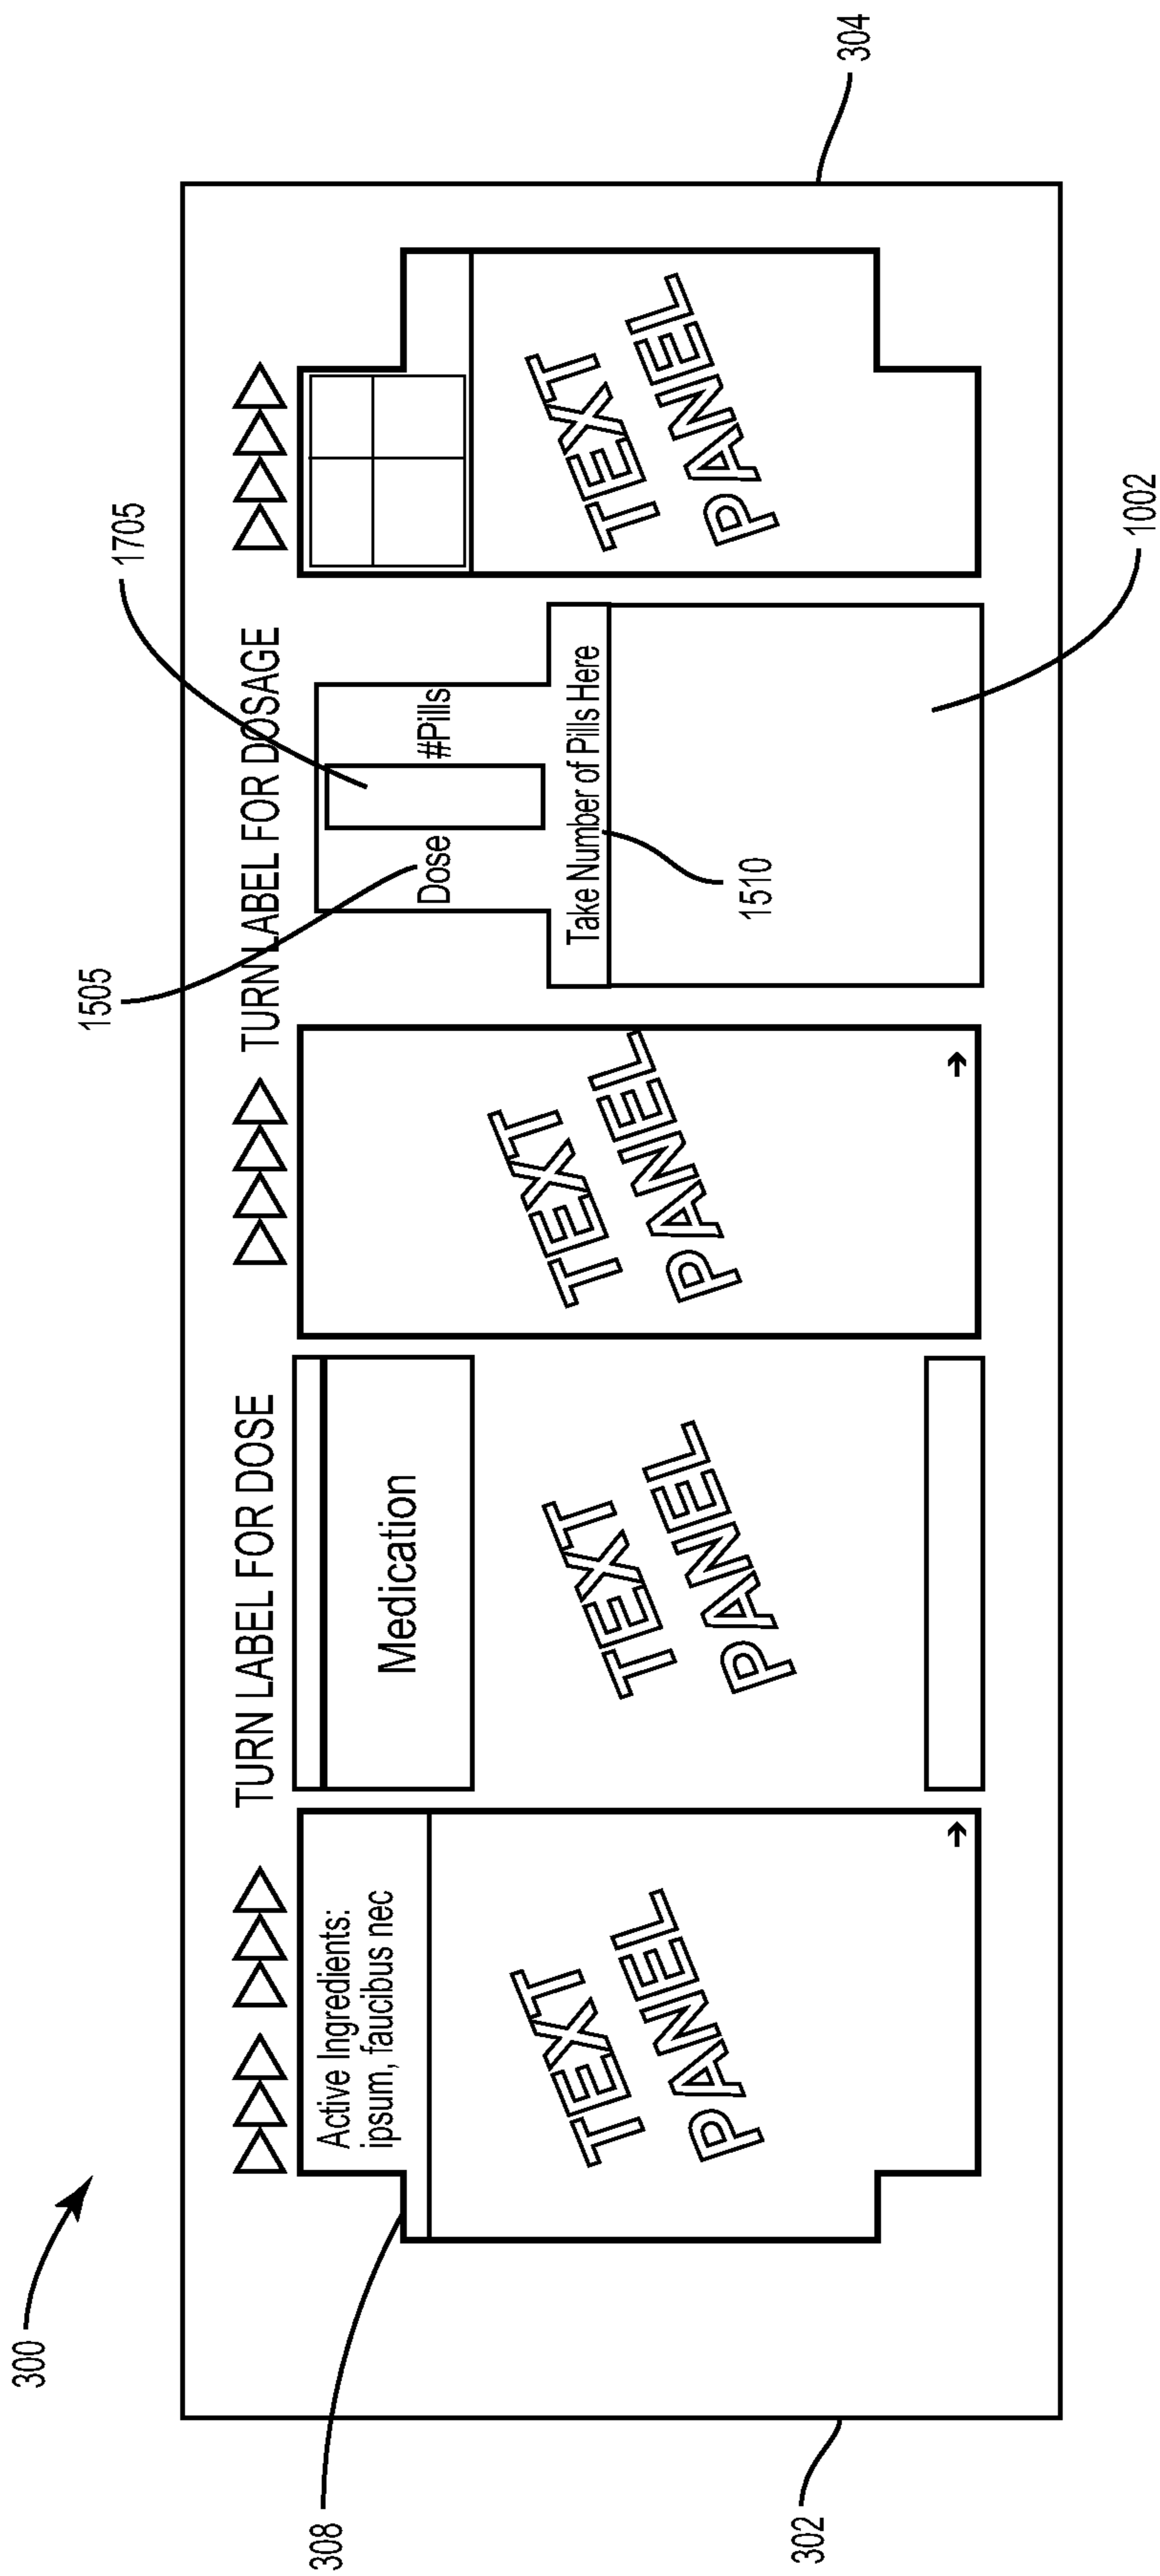 300
308
302
304
1505
1705
1510
1002
TURN LABEL FOR DOSE
TURN LABEL FOR DOSAGE
Active Ingredients:
ipsum, faucibus nec
TEXT
PANEL
Medication
TEXT
PANEL
TEXT
PANEL
Dose
#Pills
Take Number of Pills Here
TEXT
PANEL